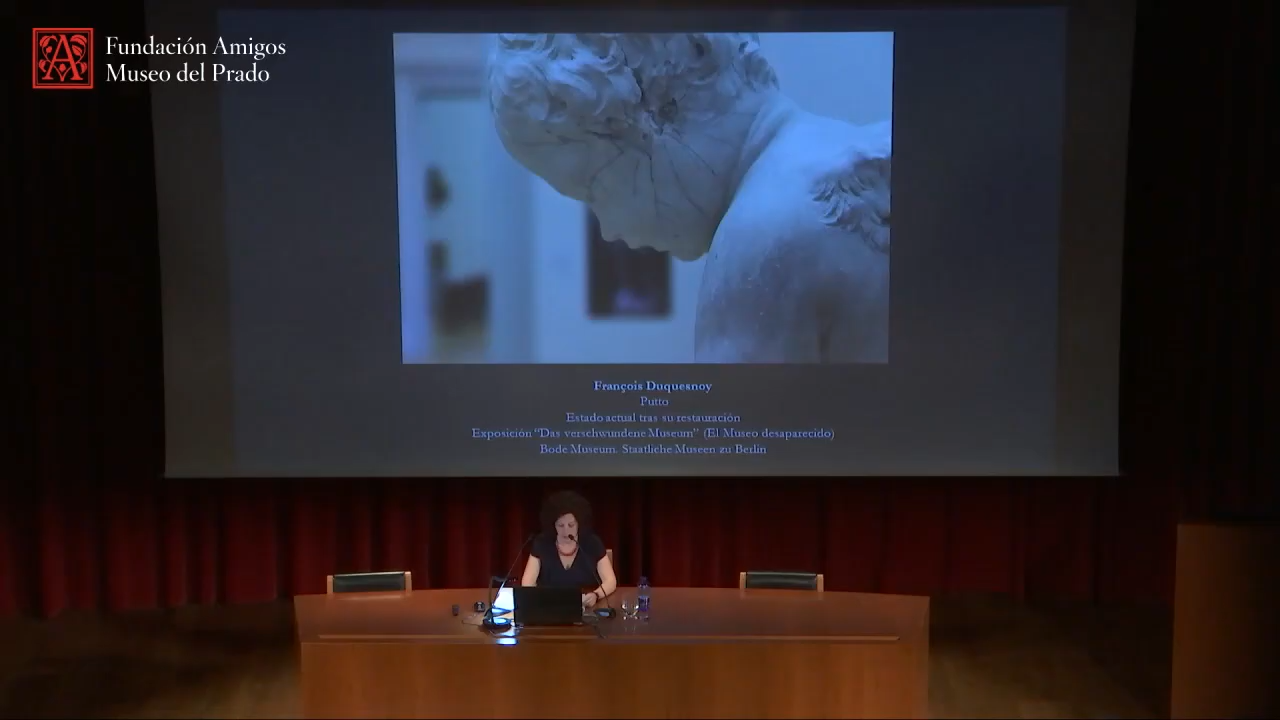 Fundación Amigos
Museo del Prado
François Duquesnoy
Putto
Estado actual tras su restauración
Exposición "Das verschwundene Museum" (El Museo desaparecido)
Bode Museum. Staatliche Museen zu Berlin